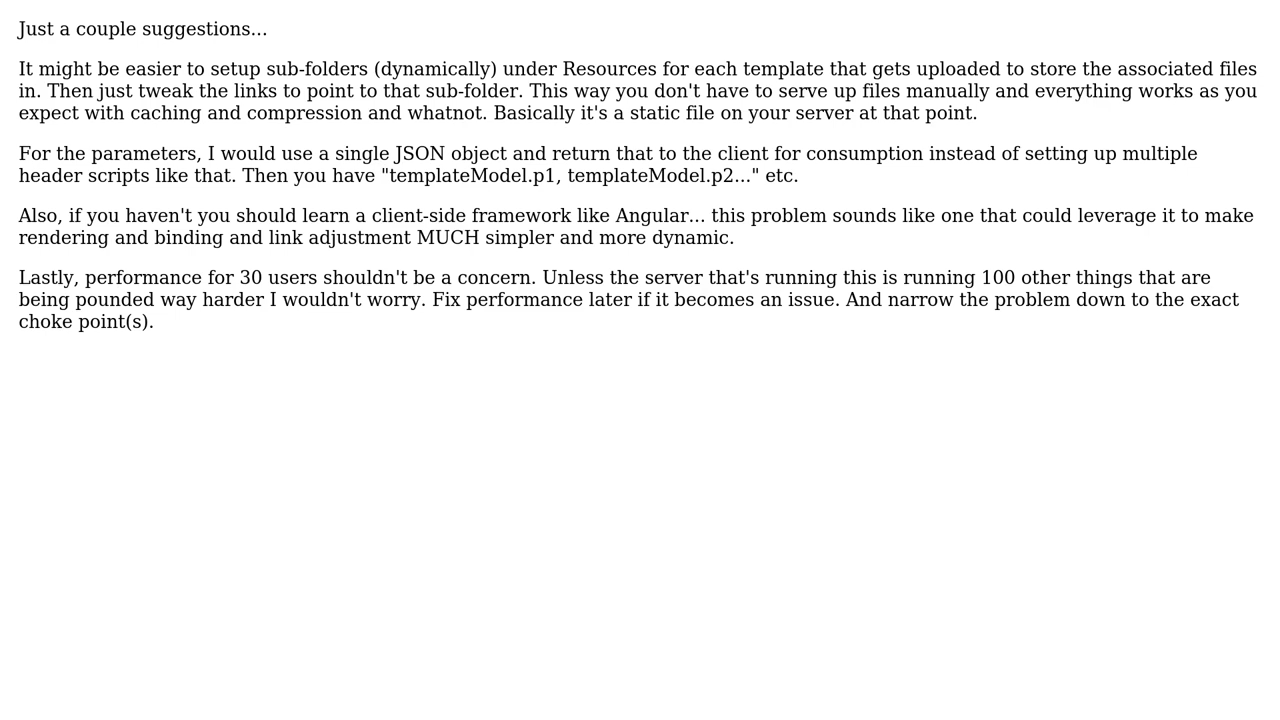 Just a couple suggestions...
It might be easier to setup sub-folders (dynamically) under Resources for each template that gets uploaded to store the associated files
in. Then just tweak the links to point to that sub-folder. This way you don't have to serve up files manually and everything works as you
expect with caching and compression and whatnot. Basically it's a static file on your server at that point.
For the parameters, I would use a single JSON object and return that to the client for consumption instead of setting up multiple
header scripts like that. Then you have "templateModel.p1, templateModel.p2..." etc.
Also, if you haven't you should learn a client-side framework like Angular... this problem sounds like one that could leverage it to make
rendering and binding and link adjustment MUCH simpler and more dynamic.
Lastly, performance for 30 users shouldn't be a concern. Unless the server that's running this is running 100 other things that are
being pounded way harder I wouldn't worry. Fix performance later if it becomes an issue. And narrow the problem down to the exact
choke point(s).